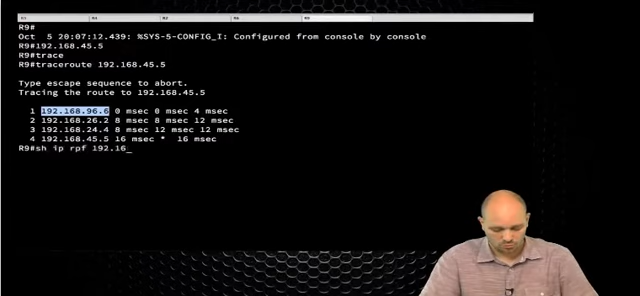 R9#
Oct  5 20:07:12.439: %SYS-5-CONFIG_I: Configured from console by console
R9#192.168.45.5
R9#trace
R9#traceroute 192.168.45.5
Type escape sequence to abort.
Tracing the route to 192.168.45.5
1 192.168.96.6 0 msec 0 msec 4 msec
2 192.168.26.2 8 msec 8 msec 12 msec
3 192.168.24.4 8 msec 12 msec 12 msec
4 192.168.45.5 16 msec *  16 msec
R9#sh ip rpf 192.16_